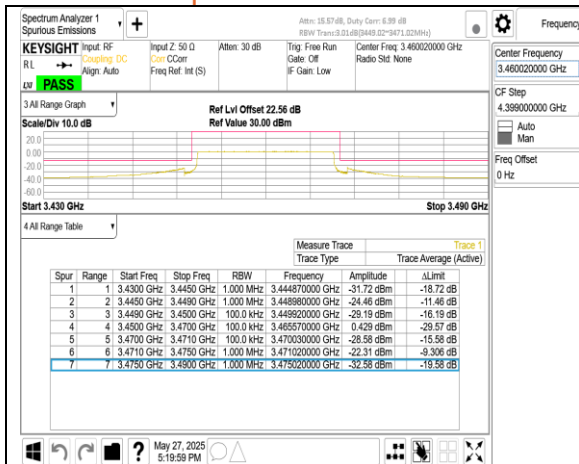 Spectrum Analyzer 1
Spurious Emissions
Attn: 15.57dB, Duty Corr: 6.99 dB
RBW Trans:3.01dB(3449.02~3471.02MHz)
Frequency
KEYSIGHT
RL
LXI
PASS
Input: RF
Coupling: DC
Align: Auto
Input Z: 50 Ω
Corr CCorr
Freq Ref: Int (S)
Atten: 30 dB
Trig: Free Run
Gate: Off
IF Gain: Low
Center Freq: 3.460020000 GHz
Radio Std: None
Center Frequency
3.460020000 GHz
CF Step
4.399000000 GHz
Auto
Man
Freq Offset
0 Hz
3 All Range Graph
Scale/Div 10.0 dB
Ref Lvl Offset 22.56 dB
Ref Value 30.00 dBm
20.0
0.00
-20.0
-40.0
-60.0
Start 3.430 GHz
Stop 3.490 GHz
4 All Range Table
Measure Trace Trace 1
Trace Type Trace Average (Active)
Spur Range Start Freq Stop Freq RBW Frequency Amplitude ΔLimit
1 1 3.4300 GHz 3.4450 GHz 1.000 MHz 3.444870000 GHz -31.72 dBm -18.72 dB
2 2 3.4450 GHz 3.4490 GHz 1.000 MHz 3.448980000 GHz -24.46 dBm -11.46 dB
3 3 3.4490 GHz 3.4500 GHz 100.0 kHz 3.449920000 GHz -29.19 dBm -16.19 dB
4 4 3.4500 GHz 3.4700 GHz 100.0 kHz 3.465570000 GHz 0.429 dBm -29.57 dB
5 5 3.4700 GHz 3.4710 GHz 100.0 kHz 3.470030000 GHz -28.58 dBm -15.58 dB
6 6 3.4710 GHz 3.4750 GHz 1.000 MHz 3.471020000 GHz -22.31 dBm -9.306 dB
7 7 3.4750 GHz 3.4900 GHz 1.000 MHz 3.475020000 GHz -32.58 dBm -19.58 dB
May 27, 2025
5:19:59 PM